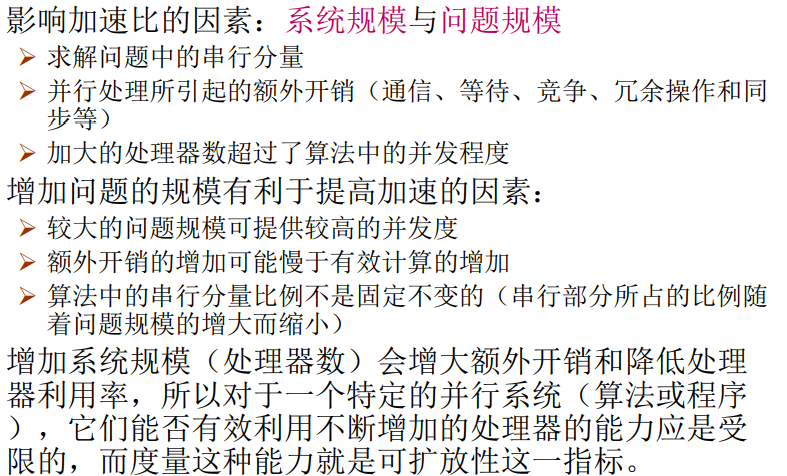 影响加速比的因素：系统规模与问题规模
➢ 求解问题中的串行分量
➢ 并行处理所引起的额外开销（通信、等待、竞争、冗余操作和同
步等）
➢ 加大的处理器数超过了算法中的并发程度
增加问题的规模有利于提高加速的因素：
➢ 较大的问题规模可提供较高的并发度
➢ 额外开销的增加可能慢于有效计算的增加
➢ 算法中的串行分量比例不是固定不变的（串行部分所占的比例随
着问题规模的增大而缩小）
增加系统规模（处理器数）会增大额外开销和降低处理
器利用率，所以对于一个特定的并行系统（算法或程序
），它们能否有效利用不断增加的处理器的能力应是受
限的，而度量这种能力就是可扩放性这一指标。